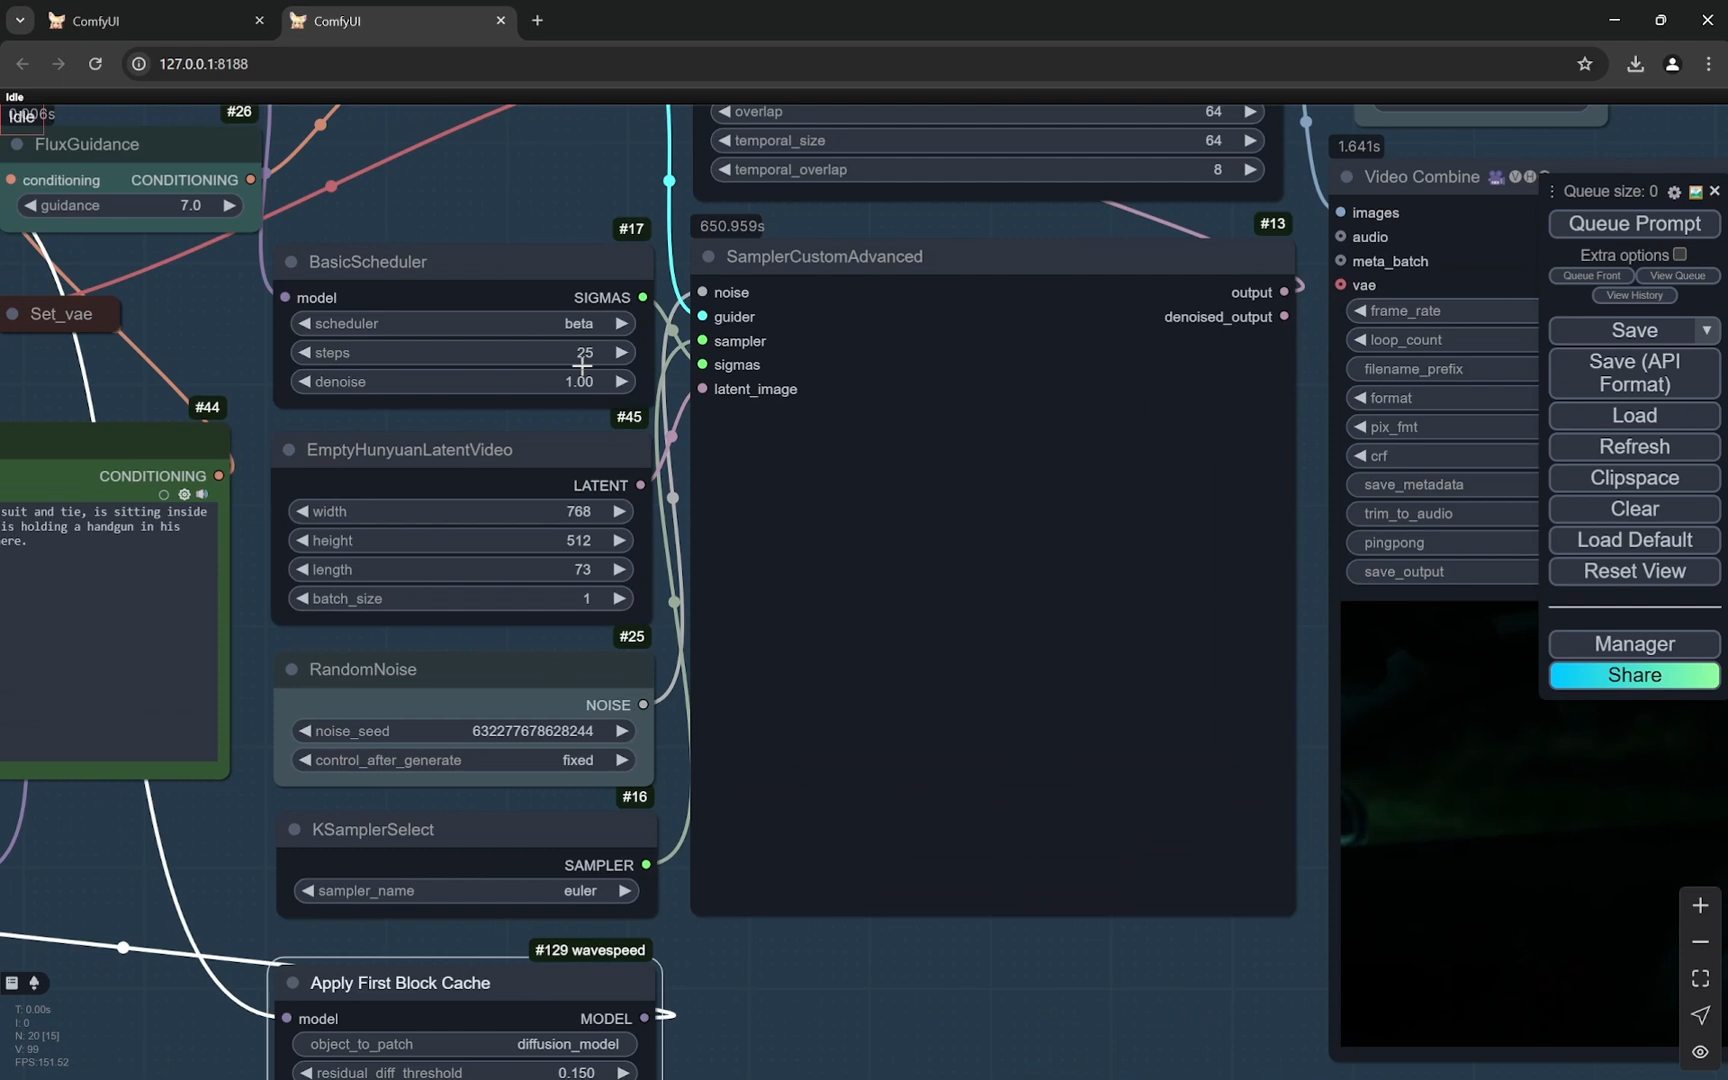 ComfyUI
ComfyUI
127.0.0.1:8188
Idle
Idle
#26
FluxGuidance
conditioning CONDITIONING
guidance 7.0
Set_vae
#44
CONDITIONING
suit and tie, is sitting inside
is holding a handgun in his
ere.
#17
BasicScheduler
model SIGMAS
scheduler beta
steps 25
denoise 1.00
#45
EmptyHunyuanLatentVideo
LATENT
width 768
height 512
length 73
batch_size 1
#25
RandomNoise
NOISE
noise_seed 632277678628244
control_after_generate fixed
#16
KSamplerSelect
SAMPLER
sampler_name euler
#129 wavespeed
Apply First Block Cache
model MODEL
object_to_patch diffusion_model
residual_diff_threshold 0.150
overlap 64
temporal_size 64
temporal_overlap 8
650.959s #13
SamplerCustomAdvanced
noise output
guider denoised_output
sampler
sigmas
latent_image
1.641s
Video Combine
images
audio
meta_batch
vae
frame_rate
loop_count
filename_prefix
format
pix_fmt
crf
save_metadata
trim_to_audio
pingpong
save_output
Queue size: 0
Queue Prompt
Extra options
Queue Front View Queue
View History
Save
Save (API
Format)
Load
Refresh
Clipspace
Clear
Load Default
Reset View
Manager
Share
T: 0.00s
I: 0
N: 20 [15]
V: 99
FPS:151.52